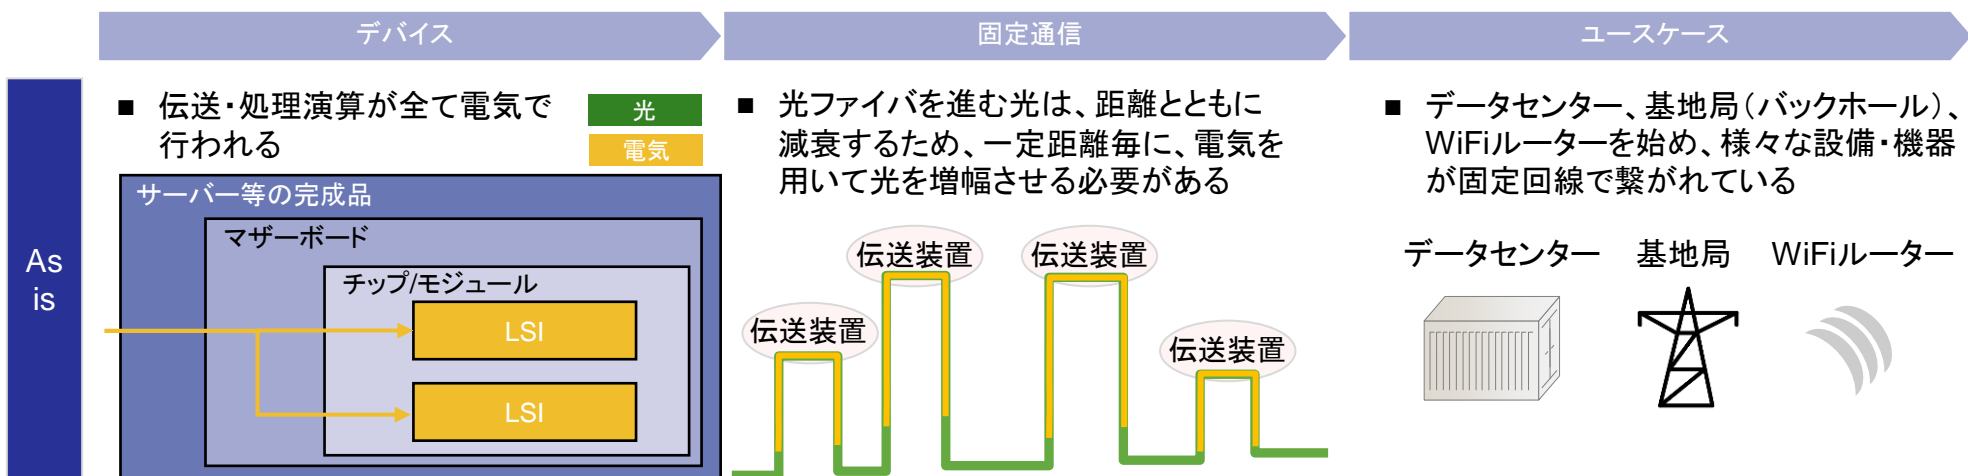 デバイス
固定通信
ユースケース
As
is
■ 伝送・処理演算が全て電気で
行われる
光
電気
サーバー等の完成品
マザーボード
チップ/モジュール
LSI
LSI
■ 光ファイバを進む光は、距離とともに
減衰するため、一定距離毎に、電気を
用いて光を増幅させる必要がある
伝送装置
伝送装置
伝送装置
伝送装置
■ データセンター、基地局（バックホール）、
WiFiルーターを始め、様々な設備・機器
が固定回線で繋がれている
データセンター
基地局
WiFiルーター